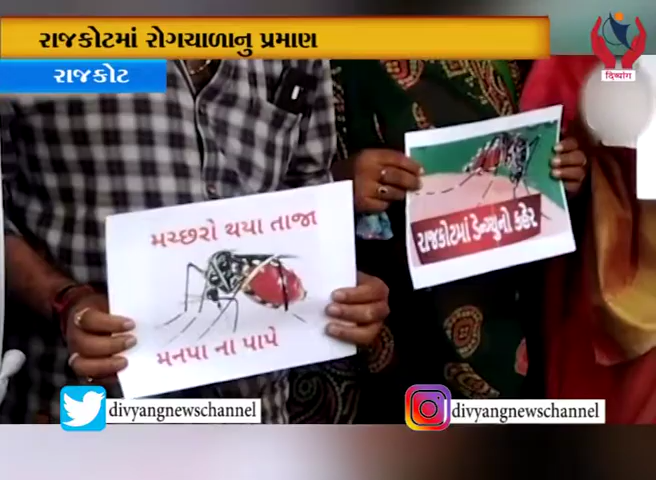 રાજકોટમાં રોગચાળાનુ પ્રમાણ
રાજકોટ
दिव्यांग
મચ્છરો થયા તાજા
મનપા ના પાપે
રાજકોટમાં ડેન્ગ્યુનો કહેર
divyangnewschannel
divyangnewschannel